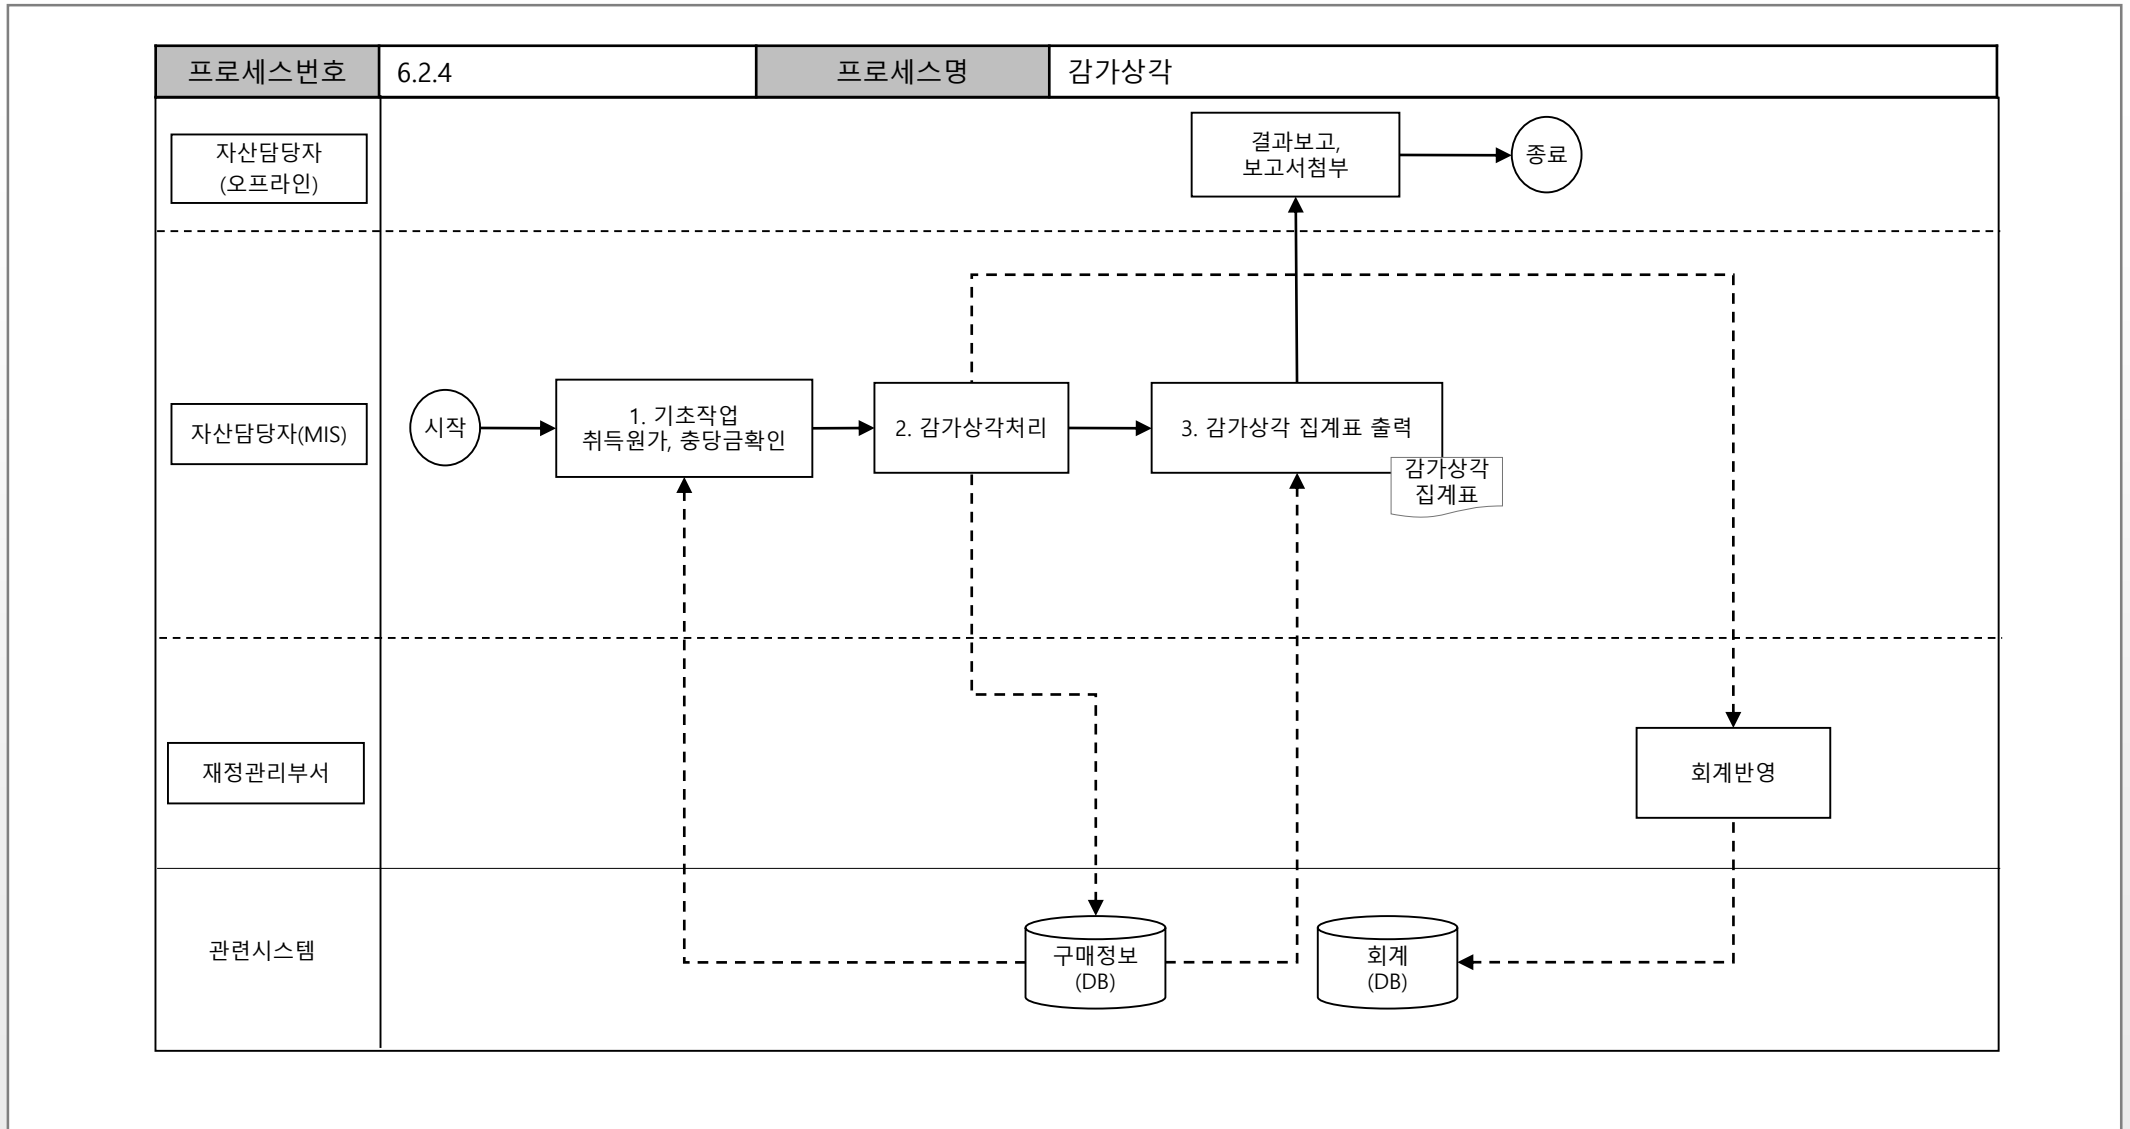 프로세스번호
6.2.4
프로세스명
감가상각
자산담당자
(오프라인)
결과보고,
보고서첨부
종료
자산담당자(MIS)
시작
1. 기초작업
취득원가, 충당금확인
2. 감가상각처리
3. 감가상각 집계표 출력
감가상각
집계표
재정관리부서
회계반영
관련시스템
구매정보
(DB)
회계
(DB)